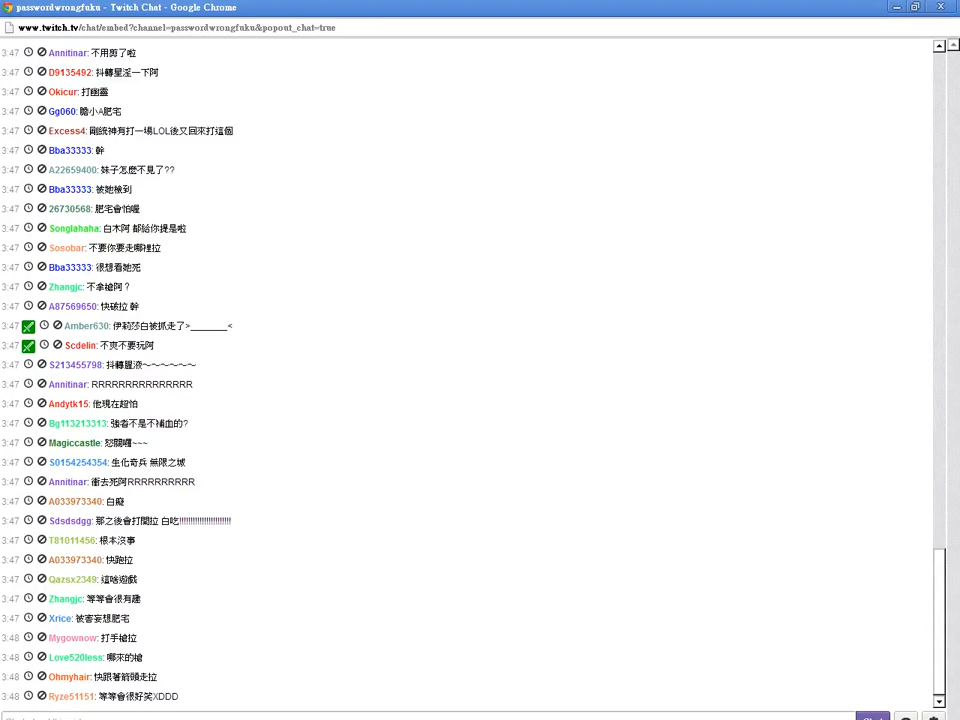 passwordwrongfuku - Twitch Chat - Google Chrome
www.twitch.tv/chat/embed?channel=passwordwrongfuku&popout_chat=true
3:47 Annitinar: 不用剪了啦
3:47 D9135492: 抖轉星淫一下阿
3:47 Okicur: 打幽靈
3:47 Gg060: 膽小A肥宅
3:47 Excess4: 剛統神有打一場LOL後又回來打這個
3:47 Bba33333: 幹
3:47 A22659400: 妹子怎麼不見了??
3:47 Bba33333: 被她撿到
3:47 26730568: 肥宅會怕喔
3:47 Songlahaha: 白木阿 都給你提是啦
3:47 Sosobar: 不要你要走哪裡拉
3:47 Bba33333: 很想看她死
3:47 Zhangjc: 不拿槍阿？
3:47 A87569650: 快破拉 幹
3:47 Amber630: 伊莉莎白被抓走了>________<
3:47 Scdelin: 不爽不要玩阿
3:47 S213455798: 抖轉腥液～～～～～～
3:47 Annitinar: RRRRRRRRRRRRRRR
3:47 Andytk15: 他現在超怕
3:47 Bg113213313: 強者不是不補血的?
3:47 Magiccastle: 怒關囉~~~
3:47 S0154254354: 生化奇兵 無限之城
3:47 Annitinar: 衝去死阿RRRRRRRRRR
3:47 A033973340: 白癡
3:47 Sdsdsdgg: 那之後會打開拉 白吃!!!!!!!!!!!!!!!!!!!!!!!
3:47 T81011456: 根本沒事
3:47 A033973340: 快跑拉
3:47 Qazsx2349: 這啥遊戲
3:47 Zhangjc: 等等會很有趣
3:47 Xrice: 被害妄想肥宅
3:48 Mygownow: 打手槍拉
3:48 Love520less: 哪來的槍
3:48 Ohmyhair: 快跟著箭頭走拉
3:48 Ryze51151: 等等會很好笑XDDD